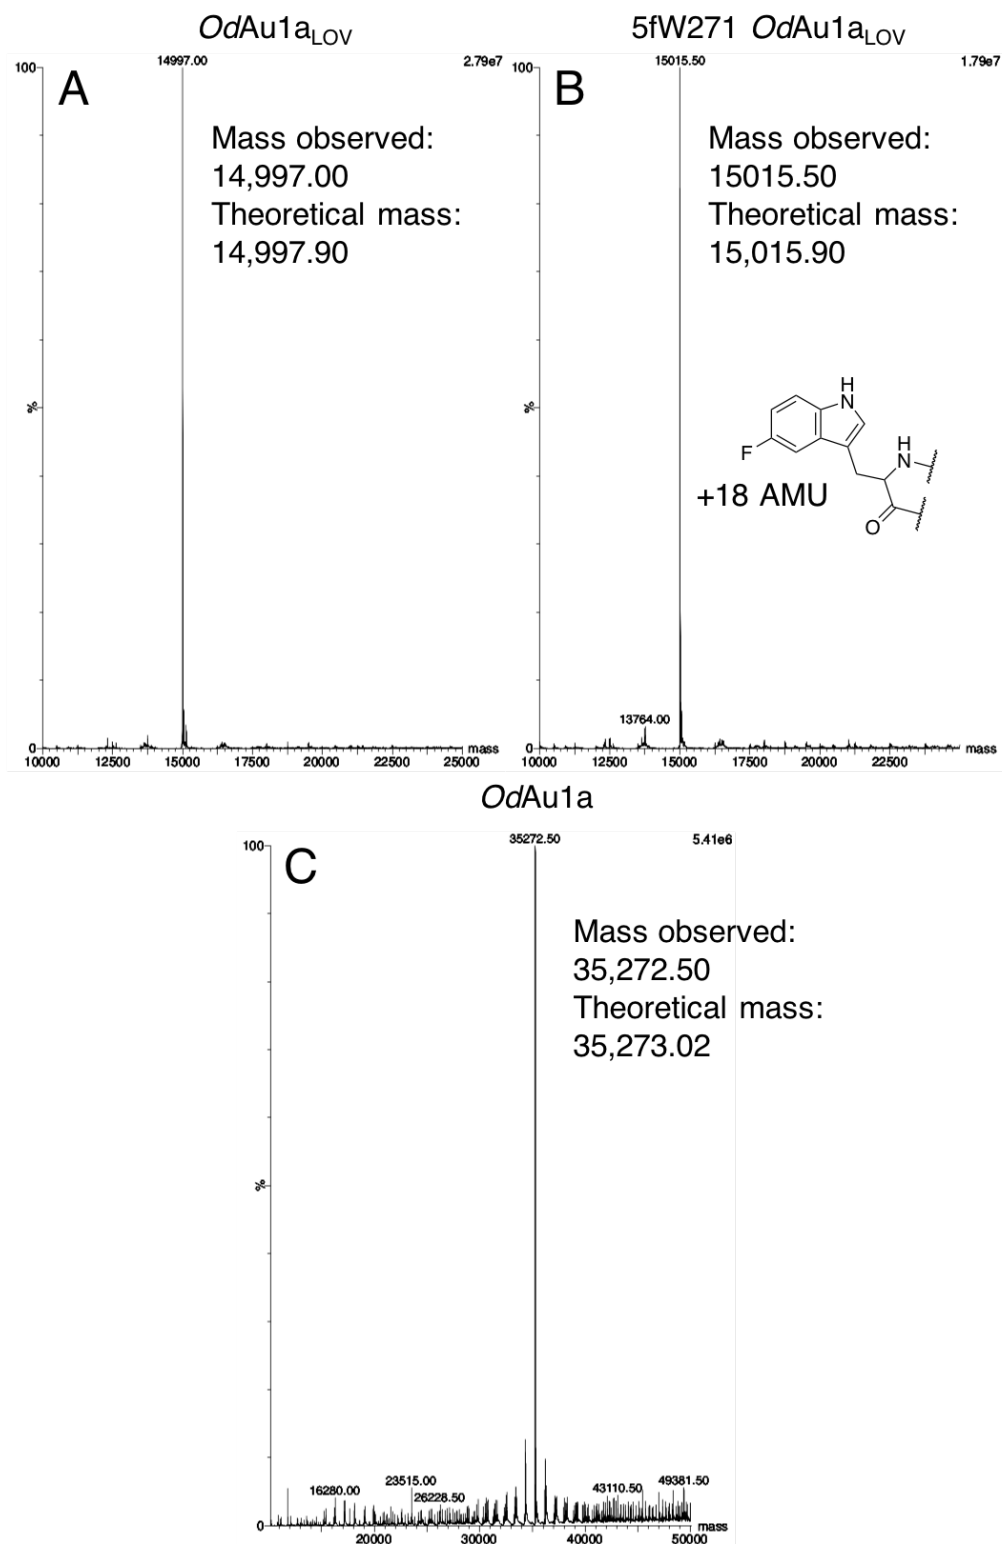 OdAu1aLOV
14997.00
2.79e7
100
A
Mass observed:
14,997.00
Theoretical mass:
14,997.90
%
0
10000 12500 15000 17500 20000 22500 25000 mass
5fW271 OdAu1aLOV
15015.50
1.79e7
100
B
Mass observed:
15015.50
Theoretical mass:
15,015.90
H
N
F
H
N
+18 AMU
O
%
13764.00
0
10000 12500 15000 17500 20000 22500 mass
OdAu1a
35272.50
5.41e6
100
C
Mass observed:
35,272.50
Theoretical mass:
35,273.02
%
16280.00
23515.00
26228.50
43110.50
49381.50
0
20000 30000 40000 50000 mass